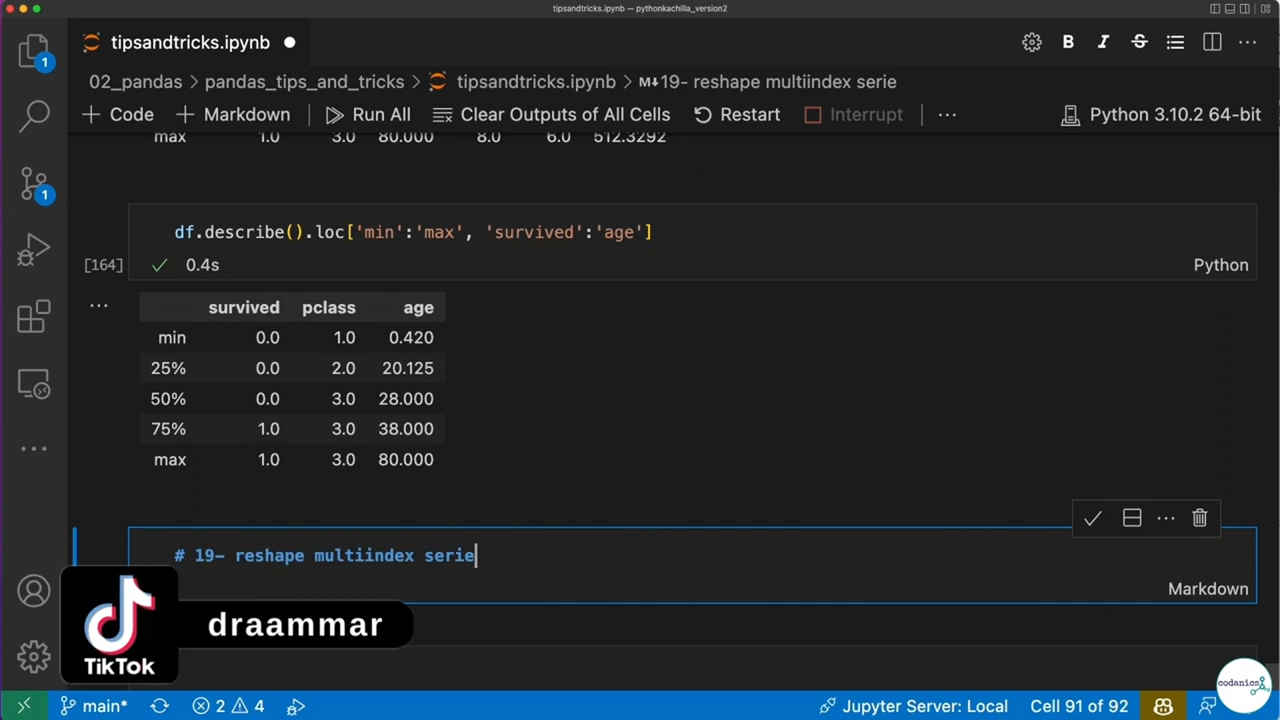 tipsandtricks.ipynb — pythonkachilla_version2
tipsandtricks.ipynb
02_pandas > pandas_tips_and_tricks > tipsandtricks.ipynb > M↓19- reshape multiindex serie
+ Code + Markdown Run All Clear Outputs of All Cells Restart Interrupt ... Python 3.10.2 64-bit
max 1.0 3.0 80.000 8.0 6.0 512.3292
df.describe().loc['min':'max', 'survived':'age']
[164] 0.4s Python
survived pclass age
min 0.0 1.0 0.420
25% 0.0 2.0 20.125
50% 0.0 3.0 28.000
75% 1.0 3.0 38.000
max 1.0 3.0 80.000
# 19- reshape multiindex serie
Markdown
draammar
TikTok
codanics
main* 2 4 Jupyter Server: Local Cell 91 of 92
1
1
B I S